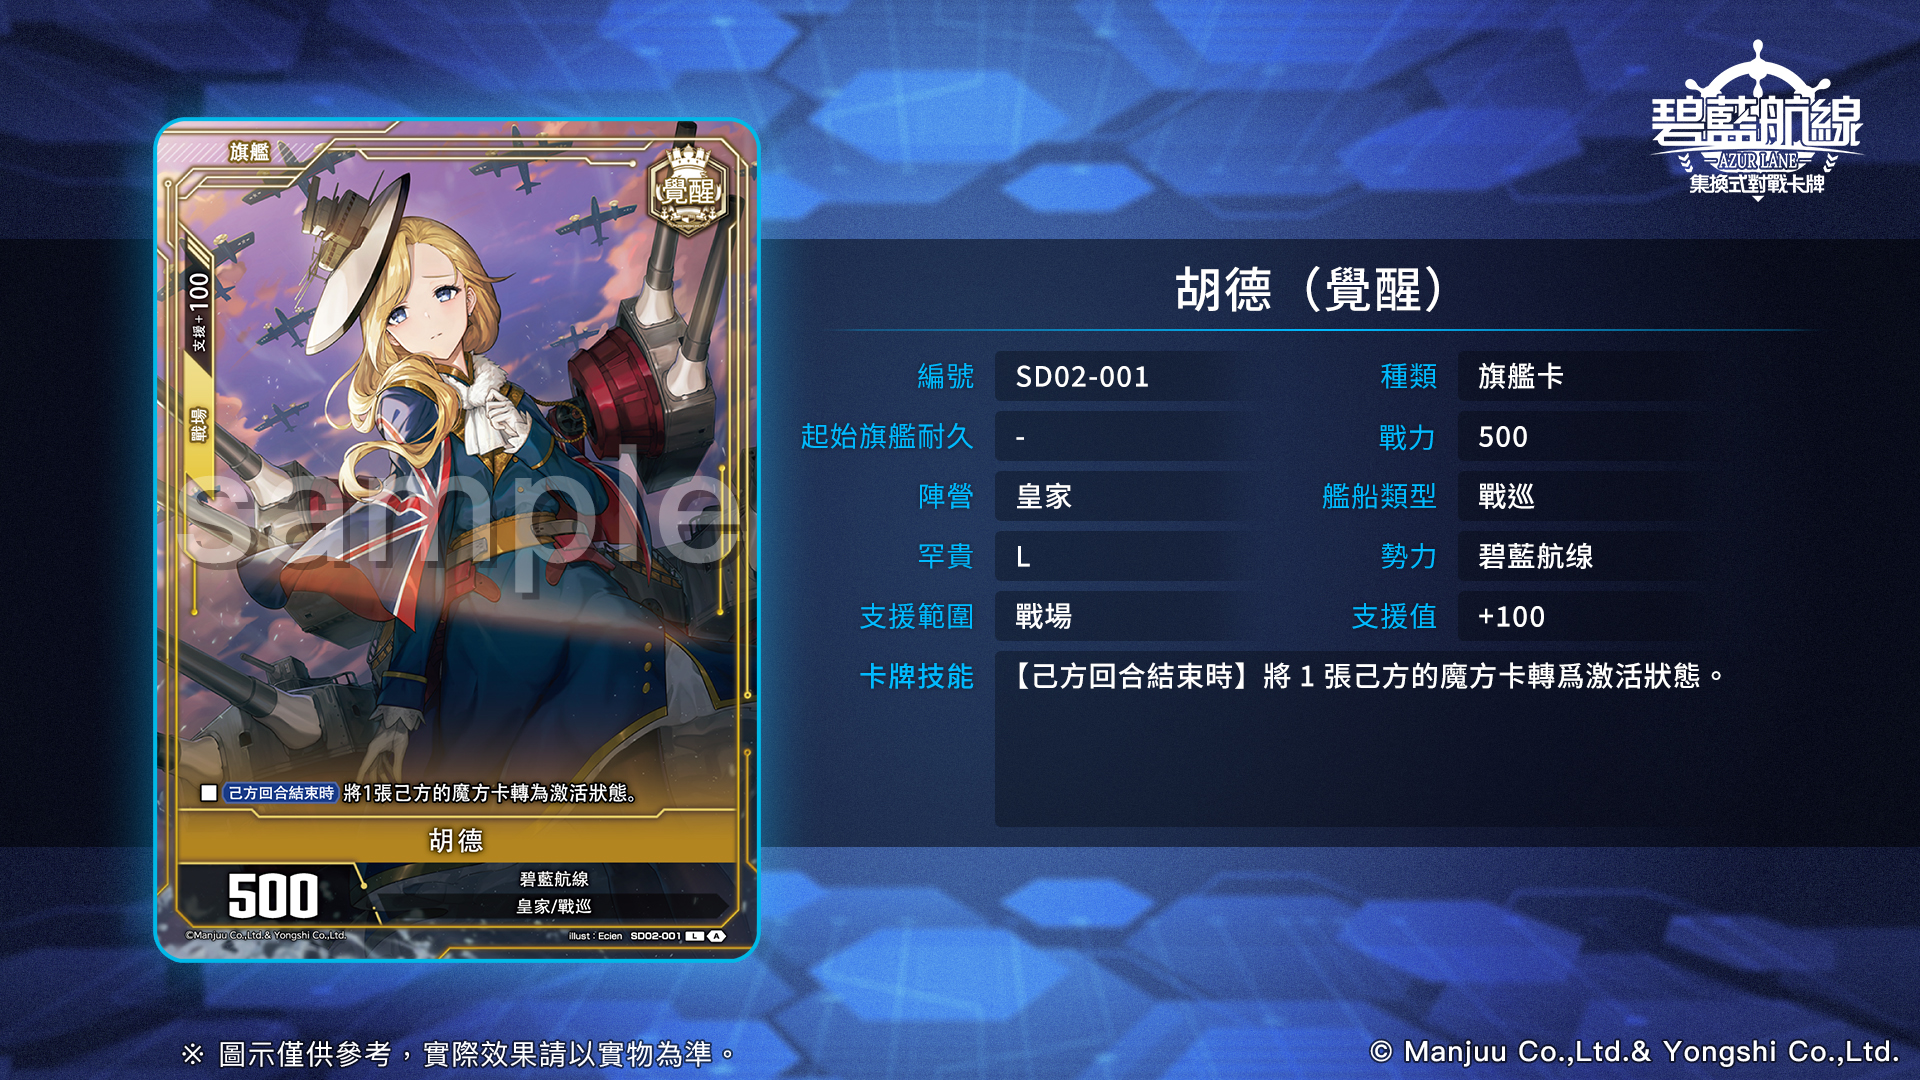 碧藍航線
AZUR LANE
集換式對戰卡牌
旗艦
覺醒
支援+100
戰場
sample
■ 己方回合結束時 將1張己方的魔方卡轉為激活狀態。
胡德
500
碧藍航線
皇家/戰巡
©Manjuu Co.,Ltd.& Yongshi Co.,Ltd.
illust : Ecien SD02-001 L A
胡德（覺醒）
編號 SD02-001 種類 旗艦卡
起始旗艦耐久 - 戰力 500
陣營 皇家 艦船類型 戰巡
罕貴 L 勢力 碧藍航线
支援範圍 戰場 支援值 +100
卡牌技能 【己方回合結束時】將 1 張己方的魔方卡轉爲激活狀態。
※ 圖示僅供參考，實際效果請以實物為準。
© Manjuu Co.,Ltd.& Yongshi Co.,Ltd.